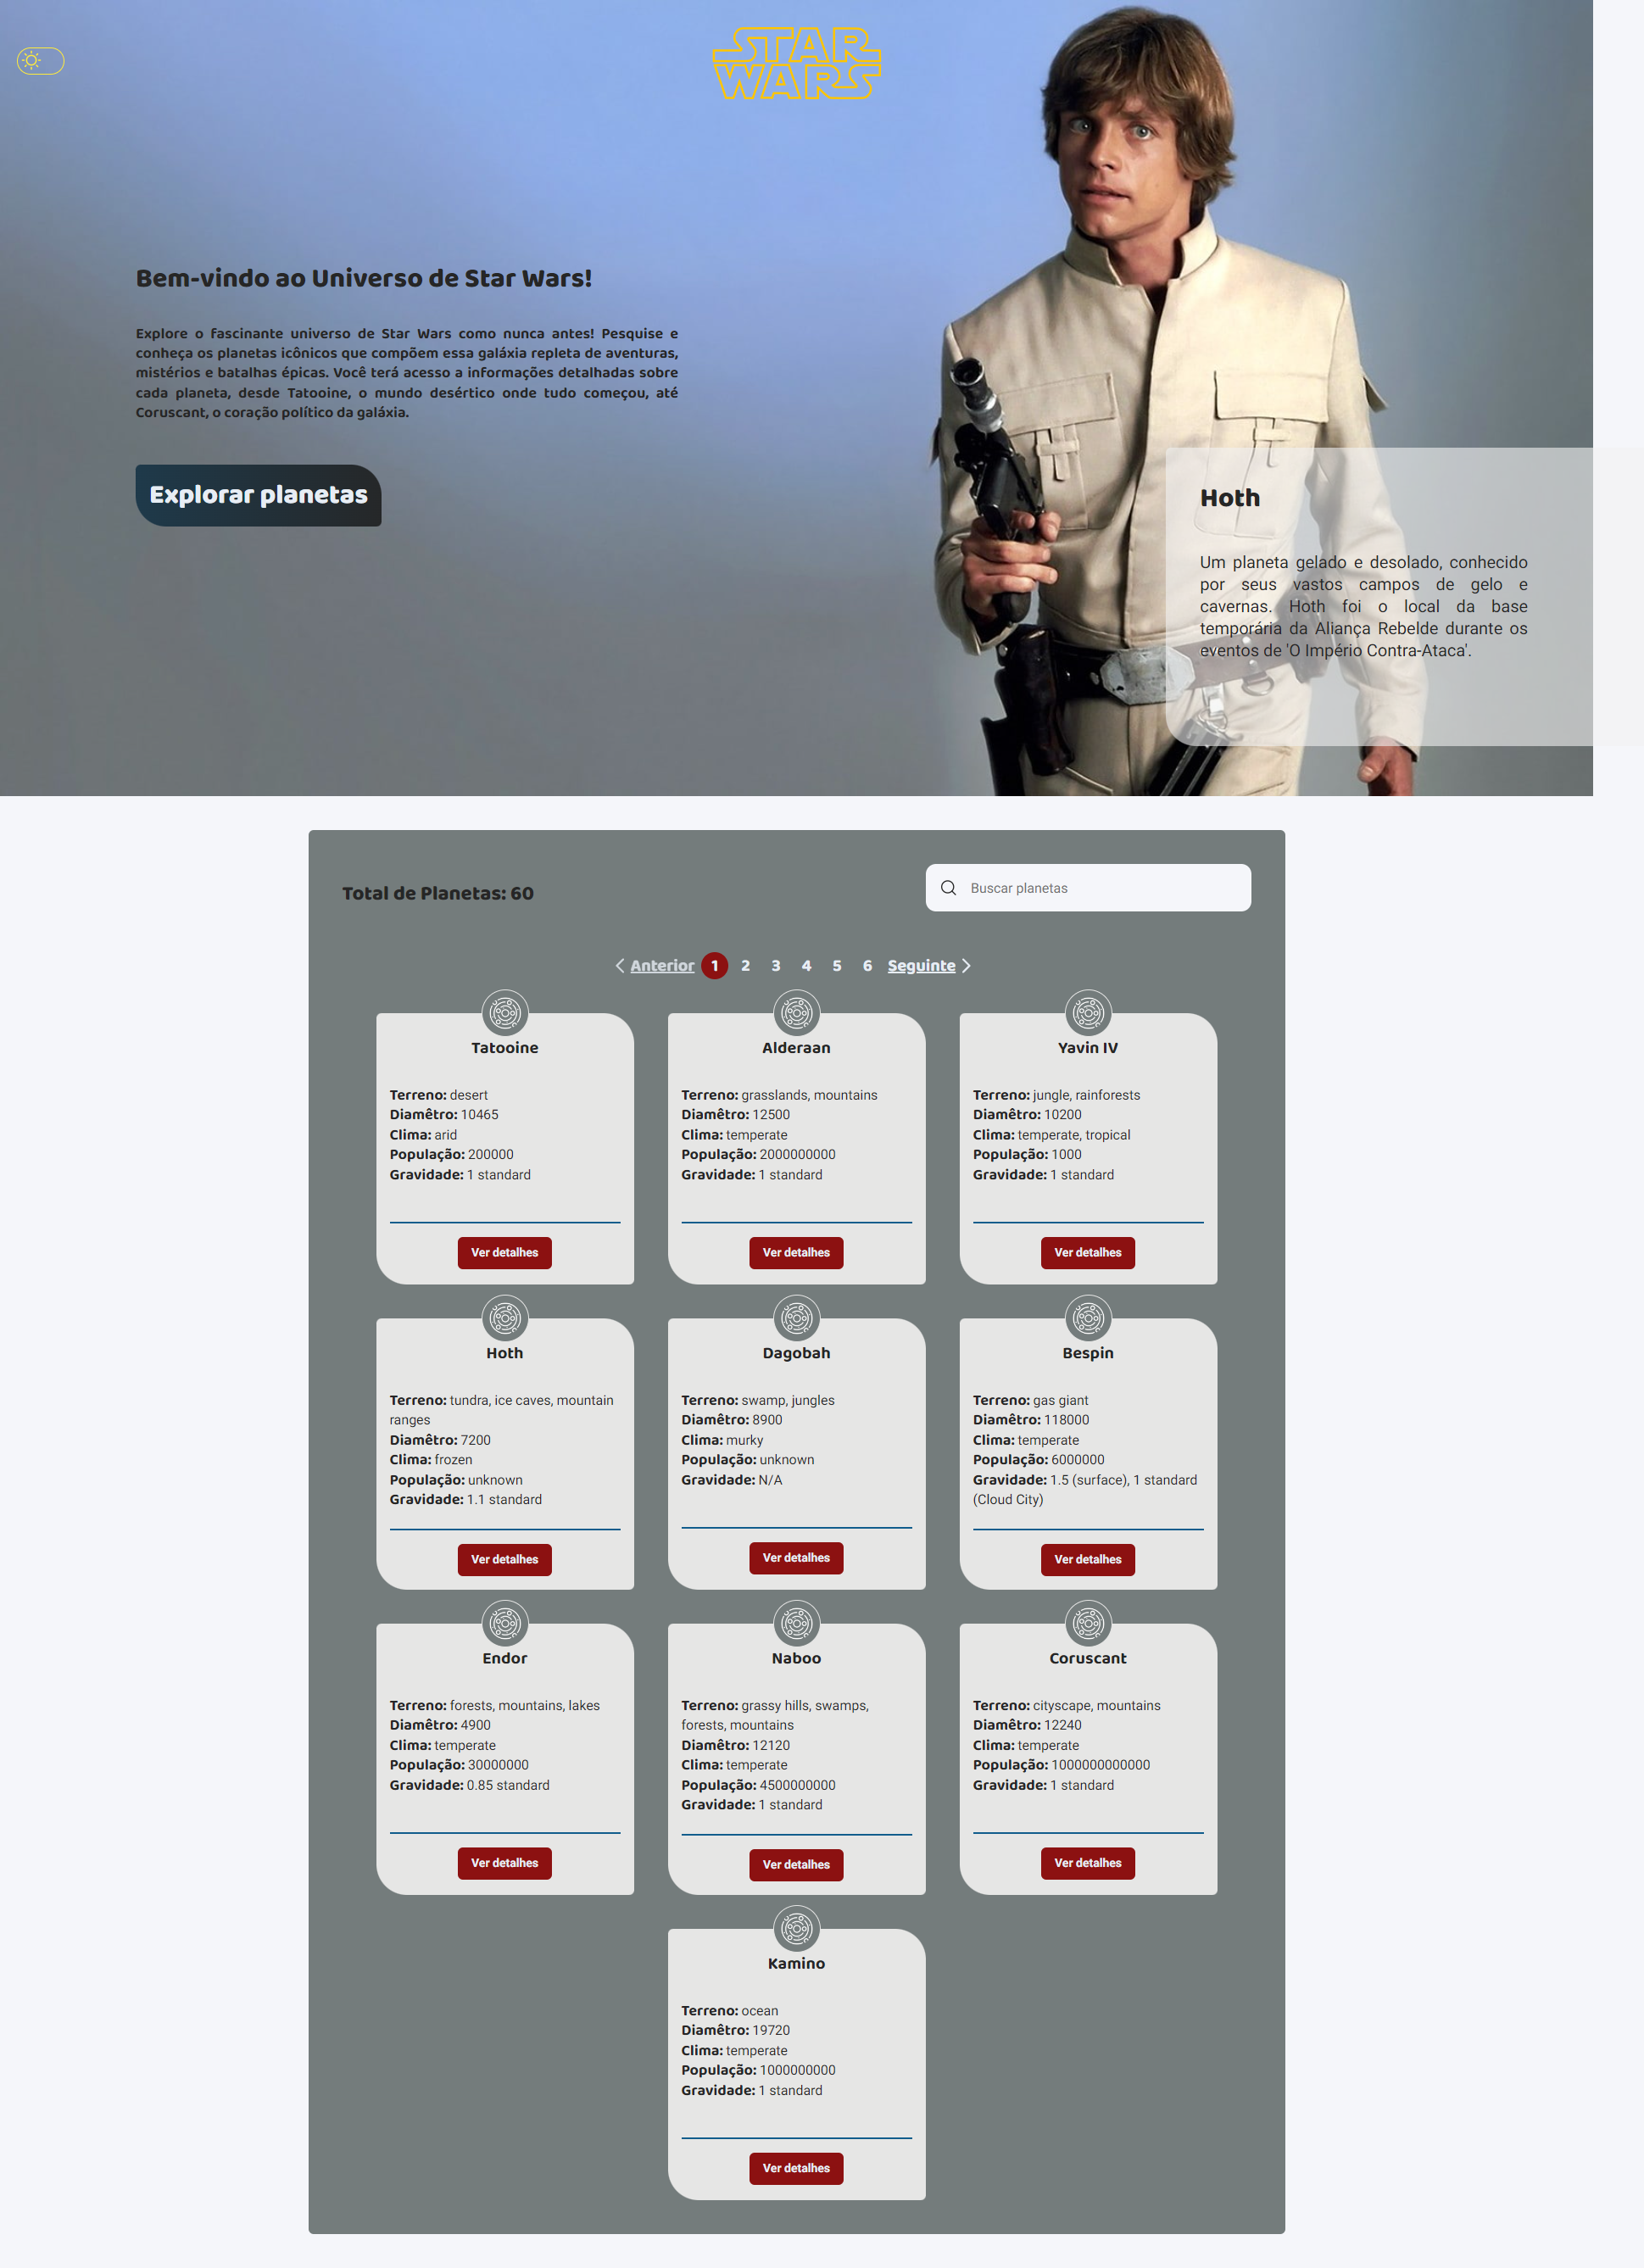 STAR
WARS
Bem-vindo ao Universo de Star Wars!
Explore o fascinante universo de Star Wars como nunca antes! Pesquise e
conheça os planetas icônicos que compõem essa galáxia repleta de aventuras,
mistérios e batalhas épicas. Você terá acesso a informações detalhadas sobre
cada planeta, desde Tatooine, o mundo desértico onde tudo começou, até
Coruscant, o coração político da galáxia.
Explorar planetas
Hoth
Um planeta gelado e desolado, conhecido
por seus vastos campos de gelo e
cavernas. Hoth foi o local da base
temporária da Aliança Rebelde durante os
eventos de 'O Império Contra-Ataca'.
Total de Planetas: 60
Buscar planetas
Anterior 1 2 3 4 5 6 Seguinte
Tatooine
Terreno: desert
Diamêtro: 10465
Clima: arid
População: 200000
Gravidade: 1 standard
Ver detalhes
Alderaan
Terreno: grasslands, mountains
Diamêtro: 12500
Clima: temperate
População: 2000000000
Gravidade: 1 standard
Ver detalhes
Yavin IV
Terreno: jungle, rainforests
Diamêtro: 10200
Clima: temperate, tropical
População: 1000
Gravidade: 1 standard
Ver detalhes
Hoth
Terreno: tundra, ice caves, mountain
ranges
Diamêtro: 7200
Clima: frozen
População: unknown
Gravidade: 1.1 standard
Ver detalhes
Dagobah
Terreno: swamp, jungles
Diamêtro: 8900
Clima: murky
População: unknown
Gravidade: N/A
Ver detalhes
Bespin
Terreno: gas giant
Diamêtro: 118000
Clima: temperate
População: 6000000
Gravidade: 1.5 (surface), 1 standard
(Cloud City)
Ver detalhes
Endor
Terreno: forests, mountains, lakes
Diamêtro: 4900
Clima: temperate
População: 30000000
Gravidade: 0.85 standard
Ver detalhes
Naboo
Terreno: grassy hills, swamps,
forests, mountains
Diamêtro: 12120
Clima: temperate
População: 4500000000
Gravidade: 1 standard
Ver detalhes
Coruscant
Terreno: cityscape, mountains
Diamêtro: 12240
Clima: temperate
População: 1000000000000
Gravidade: 1 standard
Ver detalhes
Kamino
Terreno: ocean
Diamêtro: 19720
Clima: temperate
População: 1000000000
Gravidade: 1 standard
Ver detalhes